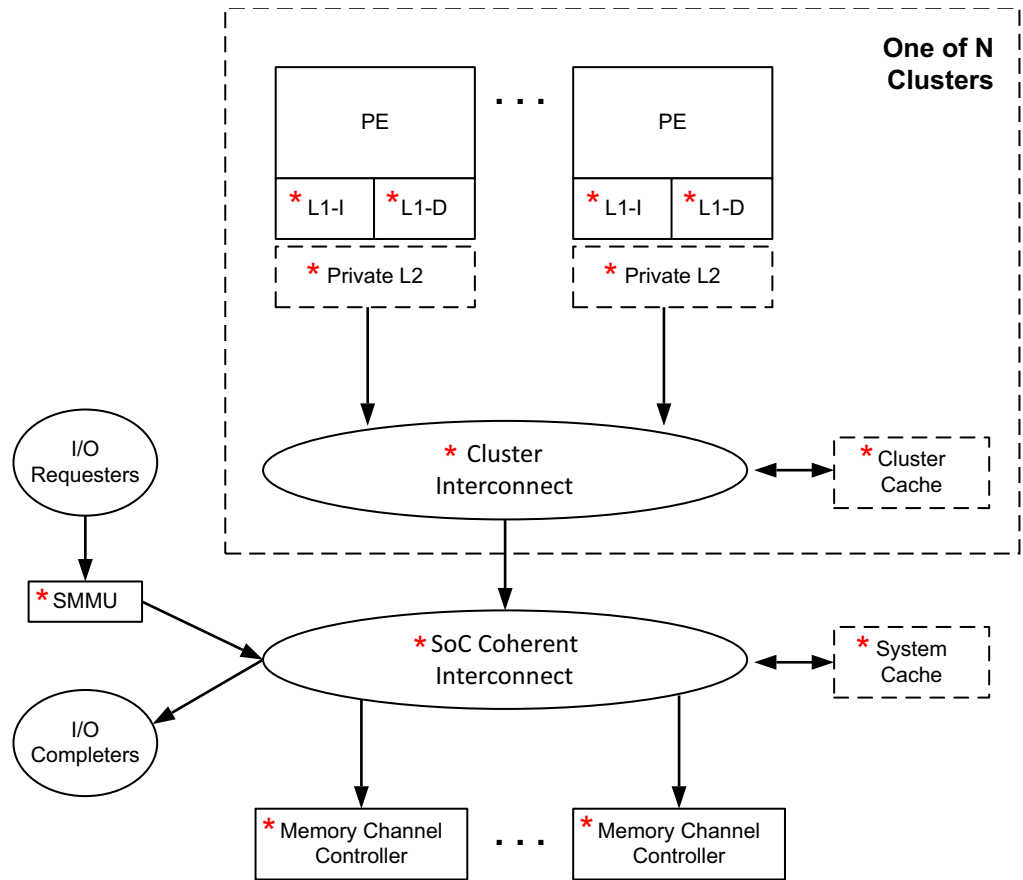 One of N
Clusters
PE
. . .
PE
* L1-I
* L1-D
* L1-I
* L1-D
* Private L2
* Private L2
I/O
Requesters
* Cluster
Interconnect
* Cluster
Cache
* SMMU
* SoC Coherent
Interconnect
* System
Cache
I/O
Completers
* Memory Channel
Controller
. . .
* Memory Channel
Controller